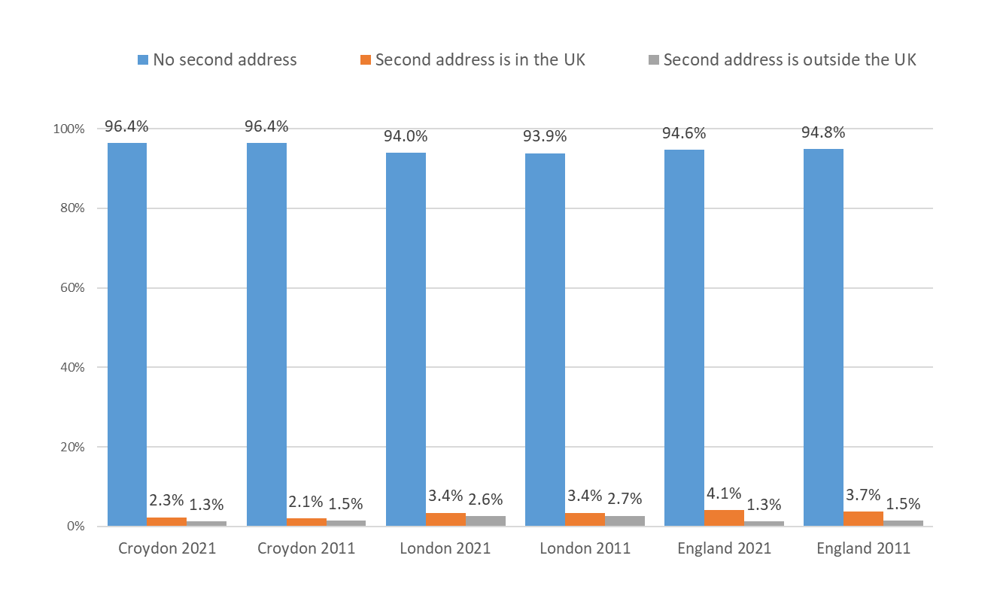 No second address Second address is in the UK Second address is outside the UK
96.4% 96.4% 94.0% 93.9% 94.6% 94.8%
100%
80%
60%
40%
20%
0%
2.3% 1.3% 2.1% 1.5% 3.4% 2.6% 3.4% 2.7% 4.1% 1.3% 3.7% 1.5%
Croydon 2021 Croydon 2011 London 2021 London 2011 England 2021 England 2011